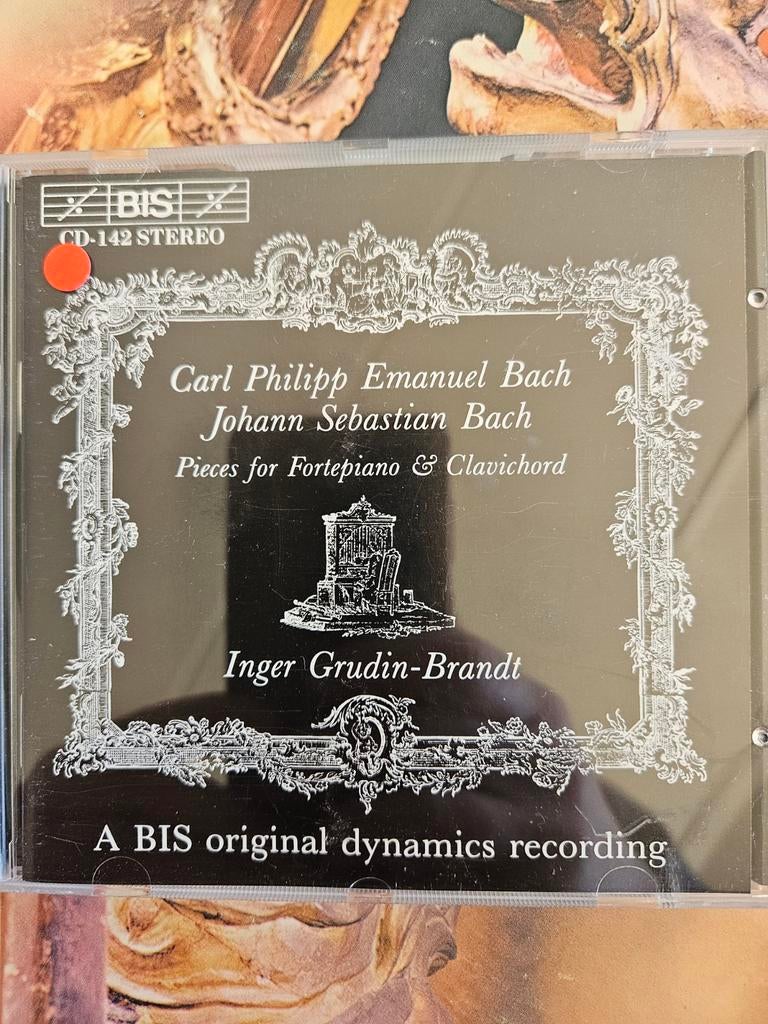 BIS
CD-142 STEREO
Carl Philipp Emanuel Bach
Johann Sebastian Bach
Pieces for Fortepiano & Clavichord
Inger Grudin-Brandt
A BIS original dynamics recording